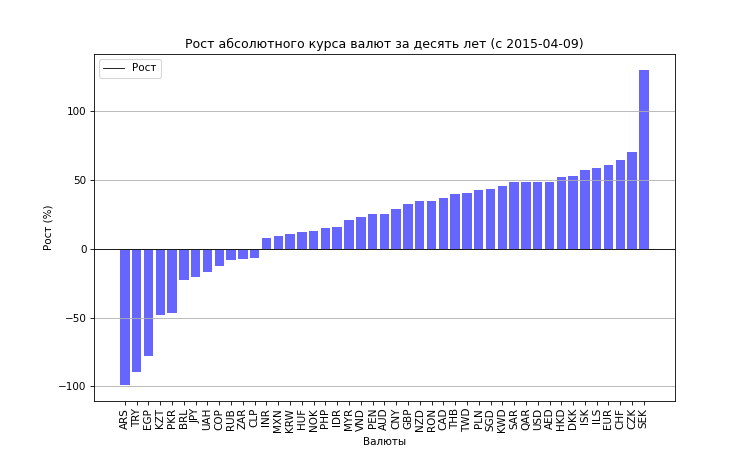 Рост абсолютного курса валют за десять лет (с 2015-04-09)
Рост
100
50
0
−50
−100
Рост (%)
ARS TRY EGP KZT PKR BRL JPY UAH COP RUB ZAR CLP INR MXN KRW HUF NOK PHP IDR MYR VND PEN AUD CNY GBP NZD RON CAD THB TWD PLN SGD KWD SAR QAR USD AED HKD DKK ISK ILS EUR CHF CZK SEK
Валюты